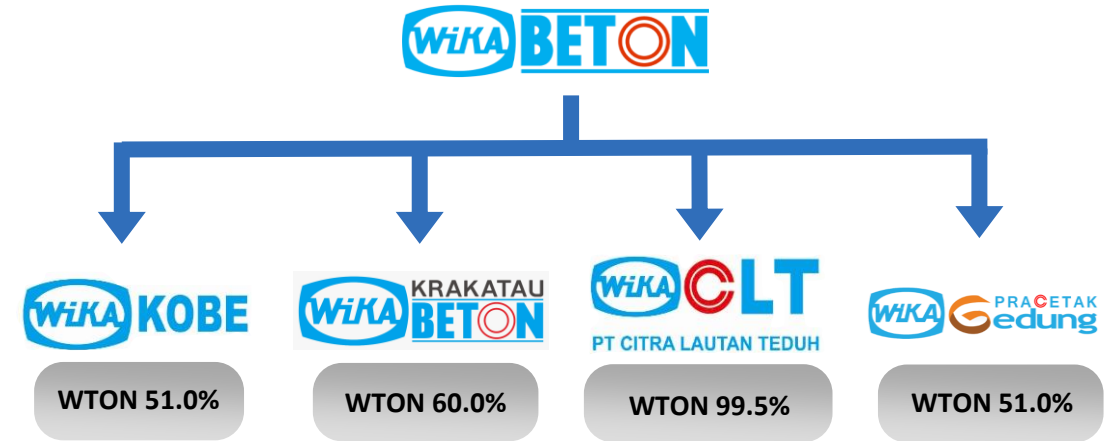 WiKA BETON
WiKA KOBE
WTON 51.0%
WiKA KRAKATAU
BETON
WTON 60.0%
WiKA CLT
PT CITRA LAUTAN TEDUH
WTON 99.5%
WiKA PRACETAK
Gedung
WTON 51.0%